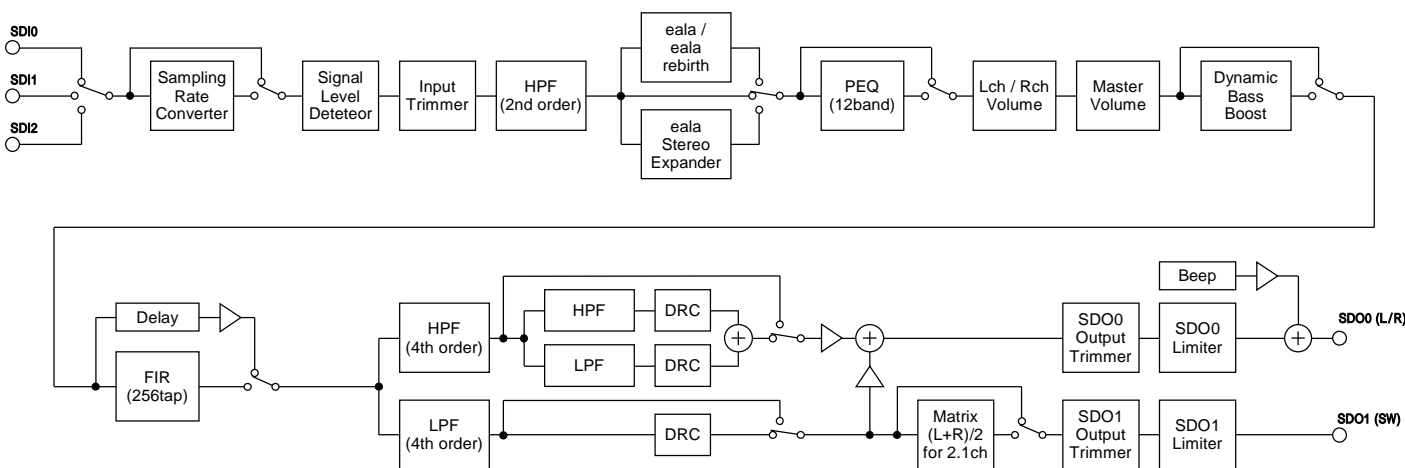 SDI0
SDI1
SDI2
Sampling
Rate
Converter
Signal
Level
Deteteor
Input
Trimmer
HPF
(2nd order)
eala /
eala
rebirth
eala
Stereo
Expander
PEQ
(12band)
Lch / Rch
Volume
Master
Volume
Dynamic
Bass
Boost
Delay
FIR
(256tap)
HPF
(4th order)
LPF
(4th order)
HPF
DRC
LPF
DRC
DRC
Matrix
(L+R)/2
for 2.1ch
Beep
SDO0
Output
Trimmer
SDO0
Limiter
SDO0 (L/R)
SDO1
Output
Trimmer
SDO1
Limiter
SDO1 (SW)